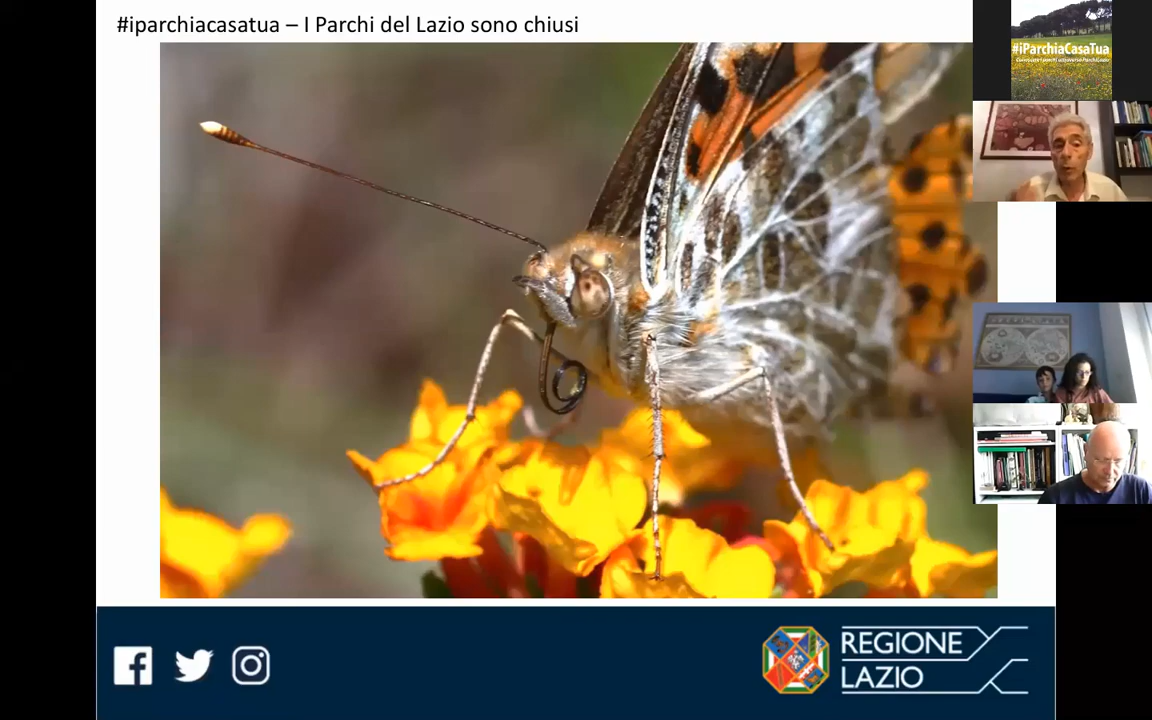 #iparchiacasatua – I Parchi del Lazio sono chiusi
#iParchiaCasaTua
REGIONE
LAZIO